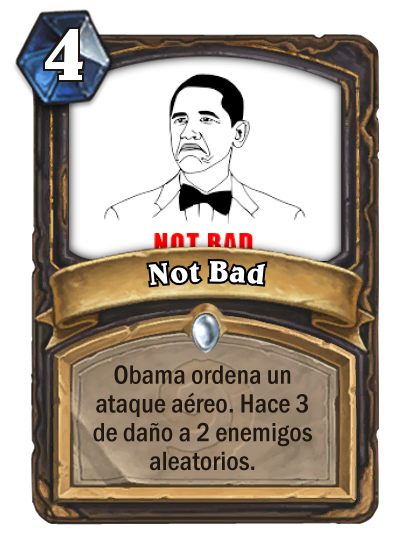 4
NOT BAD
Not Bad
Obama ordena un
ataque aéreo. Hace 3
de daño a 2 enemigos
aleatorios.